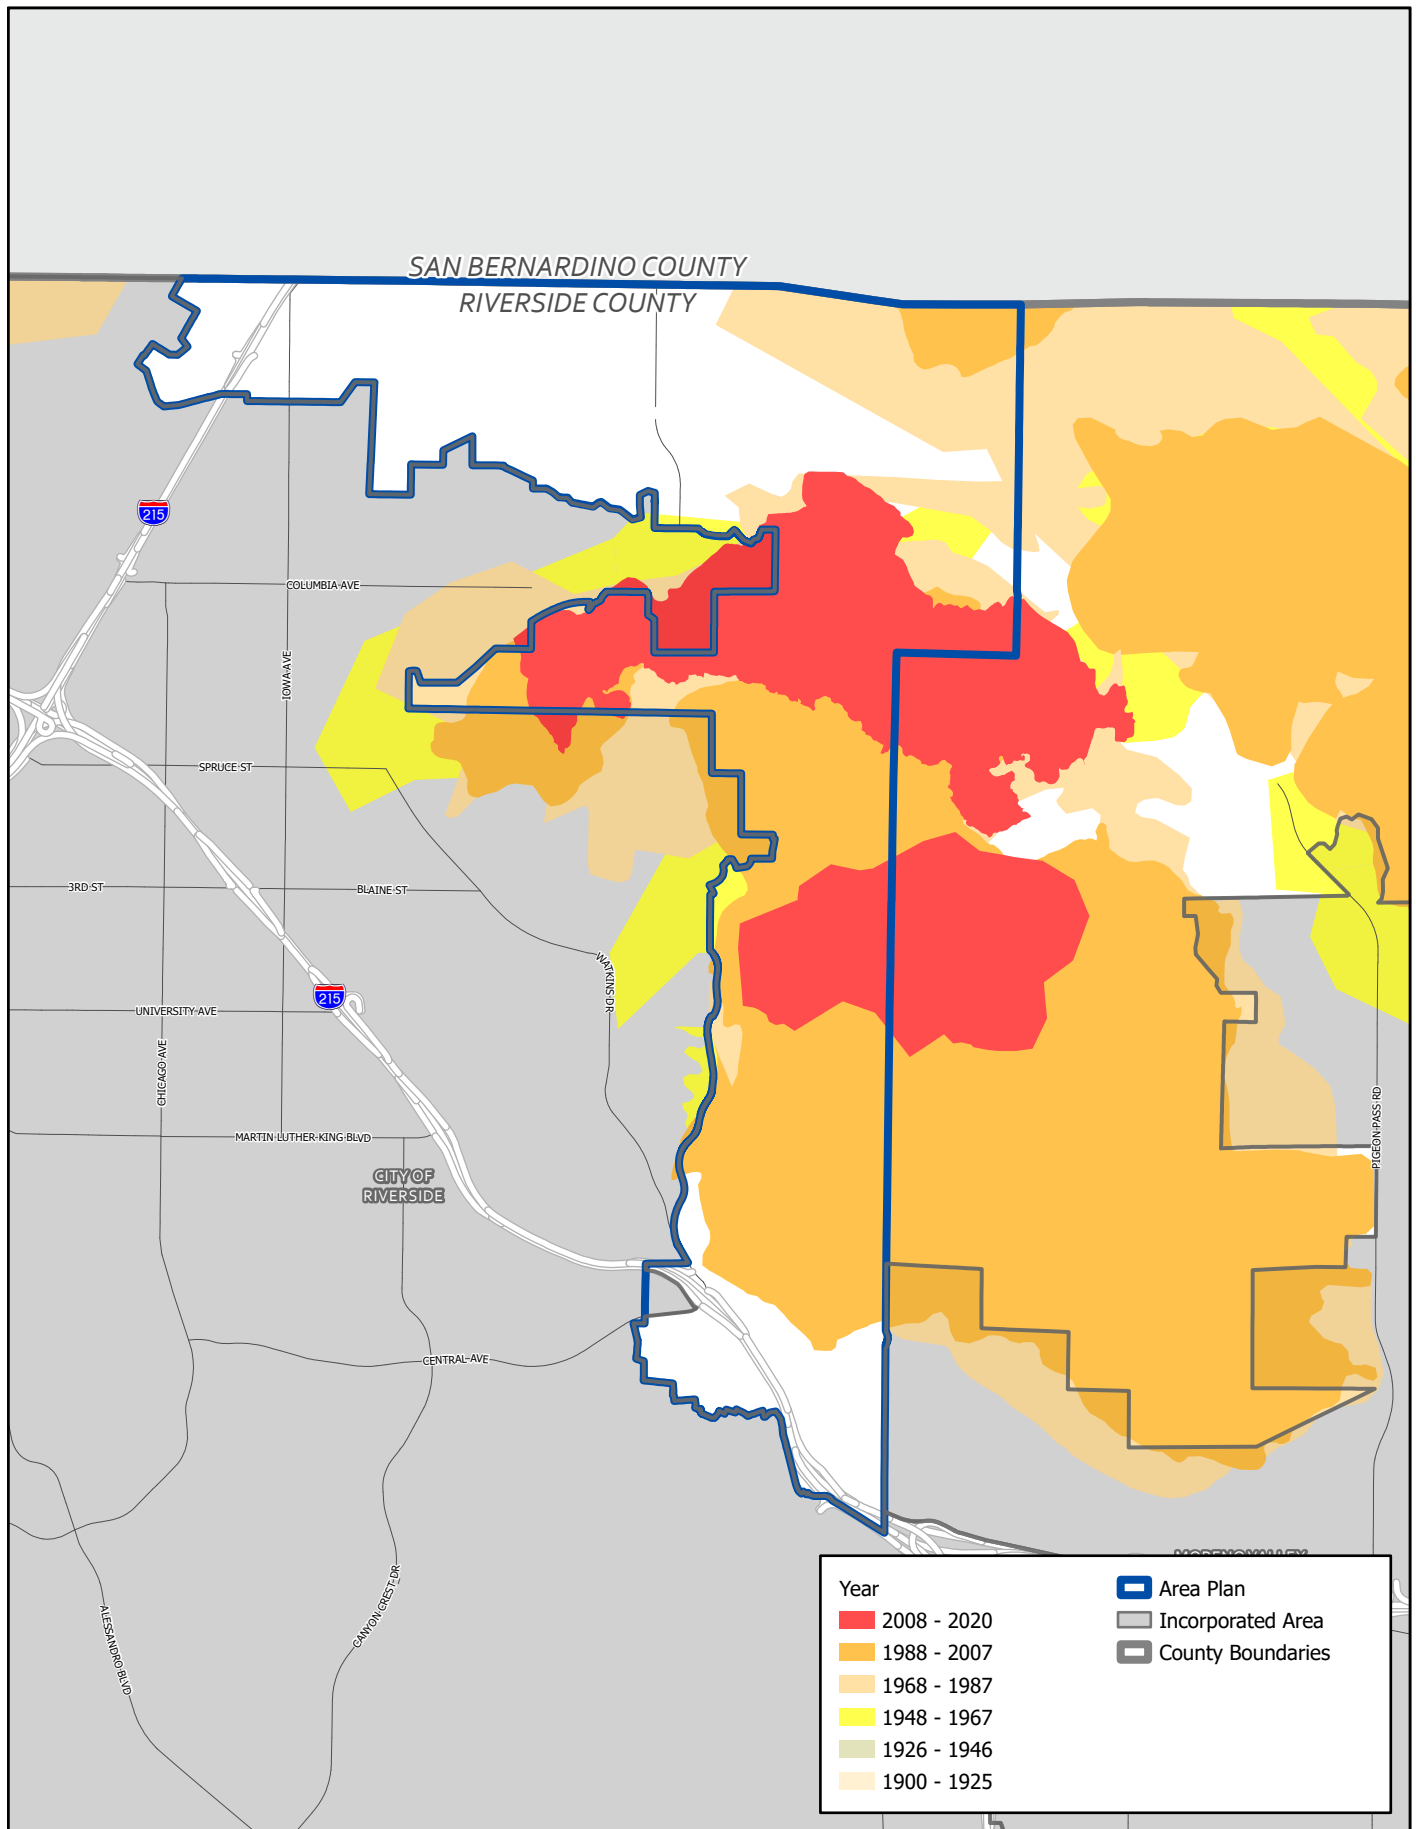 SAN BERNARDINO COUNTY
RIVERSIDE COUNTY
215
COLUMBIA AVE
IOWA AVE
SPRUCE ST
3RD ST
BLAINE ST
WATKINS DR
215
UNIVERSITY AVE
CHICAGO AVE
MARTIN LUTHER KING BLVD
PIGEON PASS RD
CITY OF
RIVERSIDE
CENTRAL AVE
CANYON CREST DR
ALESSANDRO BLVD
MORENO VALLEY
Year
2008 - 2020
1988 - 2007
1968 - 1987
1948 - 1967
1926 - 1946
1900 - 1925
Area Plan
Incorporated Area
County Boundaries